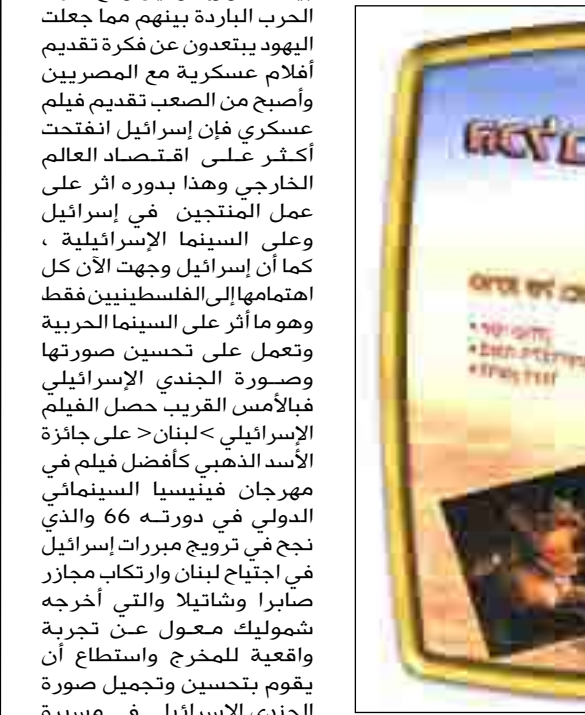 الحرب الباردة بينهم مما جعلت
اليهود يبتعدون عن فكرة تقديم
أفلام عسكرية مع المصريين
وأصبح من الصعب تقديم فيلم
عسكري فإن إسرائيل انفتحت
أكثر على اقتصاد العالم
الخارجي وهذا بدوره اثر على
عمل المنتجين في إسرائيل
وعلى السينما الإسرائيلية ،
كما أن إسرائيل وجهت الآن كل
اهتمامها إلى الفلسطينيين فقط
وهو ما أثر على السينما الحربية
وتعمل على تحسين صورتها
وصورة الجندي الإسرائيلي
فبالأمس القريب حصل الفيلم
الإسرائيلي >لبنان< على جائزة
الأسد الذهبي كأفضل فيلم في
مهرجان فينيسيا السينمائي
الدولي في دورته 66 والذي
نجح في ترويج مبررات إسرائيل
في اجتياح لبنان وارتكاب مجازر
صابرا وشاتيلا والتي أخرجه
شموليك معول عن تجربة
واقعية للمخرج واستطاع أن
يقوم بتحسين وتجميل صورة
الجندي الإسرائيلي في مسيرة